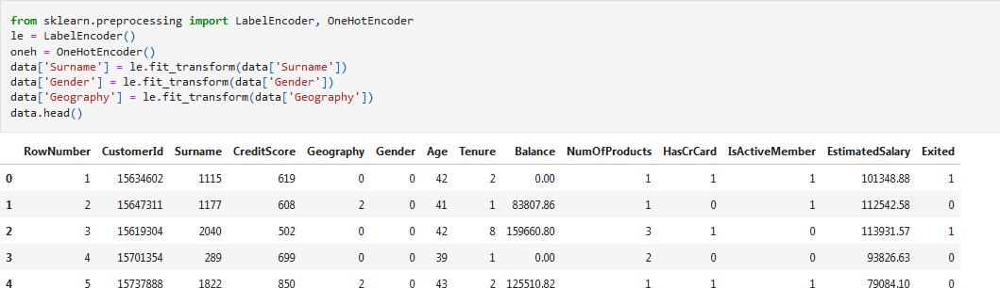 from sklearn.preprocessing import LabelEncoder, OneHotEncoder
le = LabelEncoder()
oneh = OneHotEncoder()
data['Surname'] = le.fit_transform(data['Surname'])
data['Gender'] = le.fit_transform(data['Gender'])
data['Geography'] = le.fit_transform(data['Geography'])
data.head()
RowNumber CustomerId Surname CreditScore Geography Gender Age Tenure Balance NumOfProducts HasCrCard IsActiveMember EstimatedSalary Exited
0 1 15634602 1115 619 0 0 42 2 0.00 1 1 1 101348.88 1
1 2 15647311 1177 608 2 0 41 1 83807.86 1 0 1 112542.58 0
2 3 15619304 2040 502 0 0 42 8 159660.80 3 1 0 113931.57 1
3 4 15701354 289 699 0 0 39 1 0.00 2 0 0 93826.63 0
4 5 15737888 1822 850 2 0 43 2 125510.82 1 1 1 79084.10 0